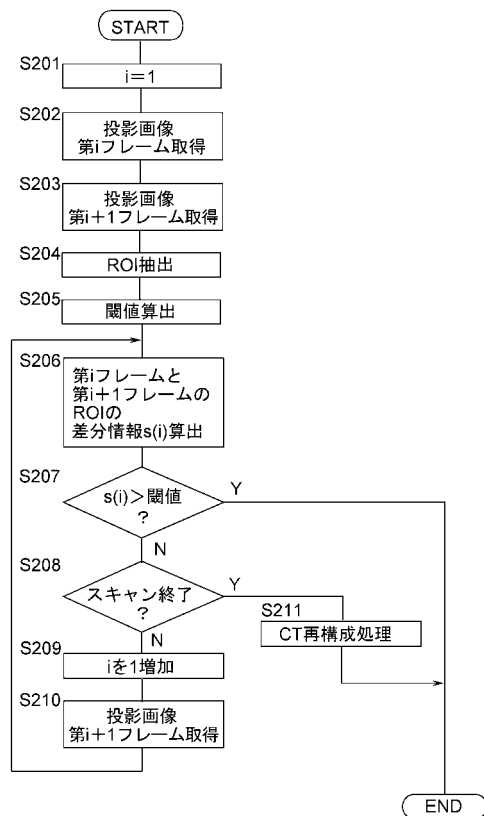 START
S201
i=1
S202
投影画像
第iフレーム取得
S203
投影画像
第i+1フレーム取得
S204
ROI抽出
S205
閾値算出
S206
第iフレームと
第i+1フレームの
ROIの
差分情報s(i)算出
S207
s(i)>閾値
?
Y
N
S208
スキャン終了
?
Y
N
S211
CT再構成処理
S209
iを1増加
S210
投影画像
第i+1フレーム取得
END